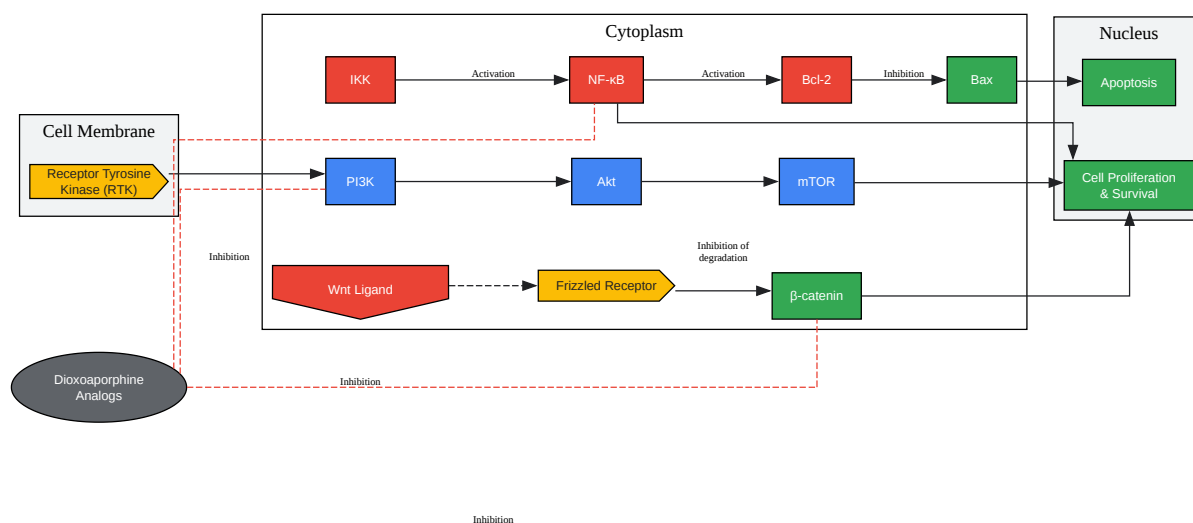 Cytoplasm
Nucleus
IKK
Activation
NF-κB
Activation
Bcl-2
Inhibition
Bax
Apoptosis
Cell Membrane
Receptor Tyrosine
Kinase (RTK)
PI3K
Akt
mTOR
Cell Proliferation
& Survival
Inhibition
Inhibition of
degradation
Wnt Ligand
Frizzled Receptor
β-catenin
Dioxoaporphine
Analogs
Inhibition
Inhibition